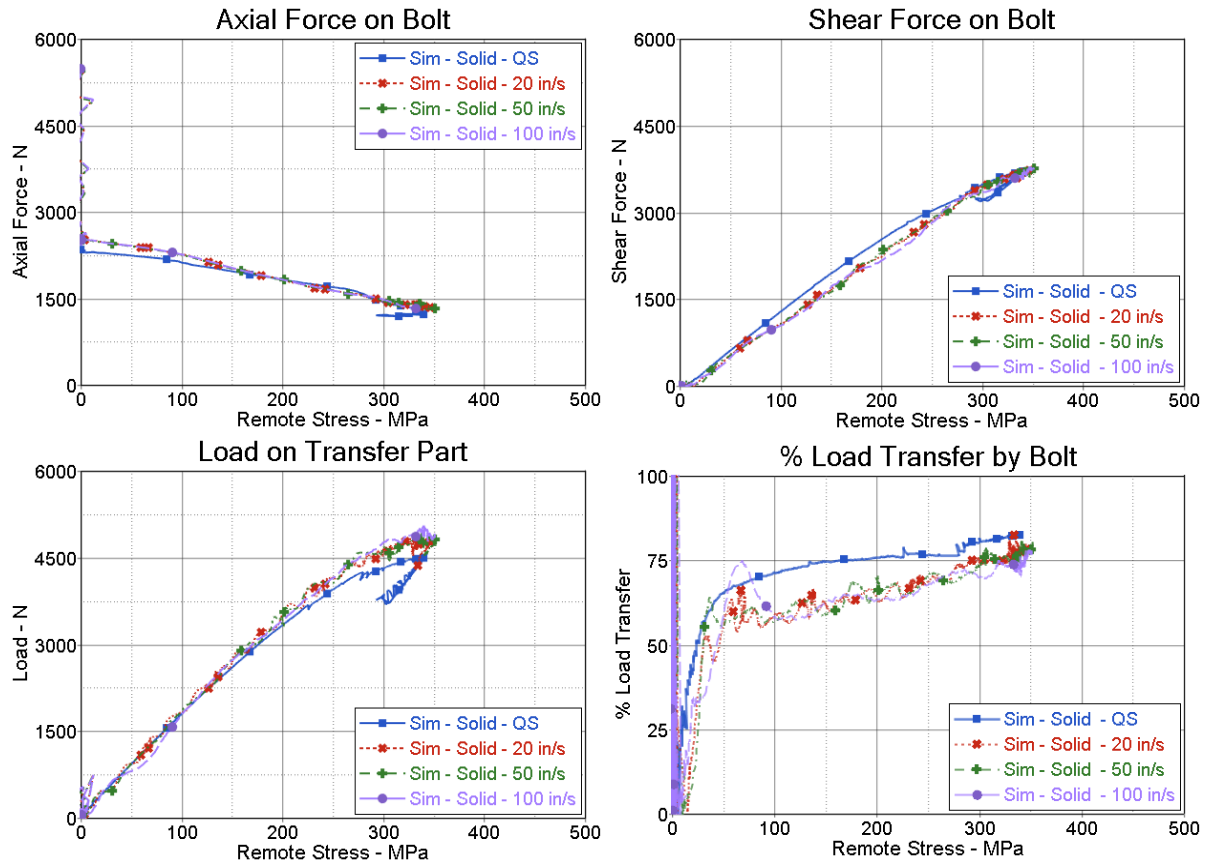 Axial Force on Bolt
6000
4500
3000
1500
0
Axial Force - N
Sim - Solid - QS
Sim - Solid - 20 in/s
Sim - Solid - 50 in/s
Sim - Solid - 100 in/s
0 100 200 300 400 500
Remote Stress - MPa
Shear Force on Bolt
6000
4500
3000
1500
0
Shear Force - N
Sim - Solid - QS
Sim - Solid - 20 in/s
Sim - Solid - 50 in/s
Sim - Solid - 100 in/s
0 100 200 300 400 500
Remote Stress - MPa
Load on Transfer Part
6000
4500
3000
1500
0
Load - N
Sim - Solid - QS
Sim - Solid - 20 in/s
Sim - Solid - 50 in/s
Sim - Solid - 100 in/s
0 100 200 300 400 500
Remote Stress - MPa
% Load Transfer by Bolt
100
75
50
25
0
% Load Transfer
Sim - Solid - QS
Sim - Solid - 20 in/s
Sim - Solid - 50 in/s
Sim - Solid - 100 in/s
0 100 200 300 400 500
Remote Stress - MPa